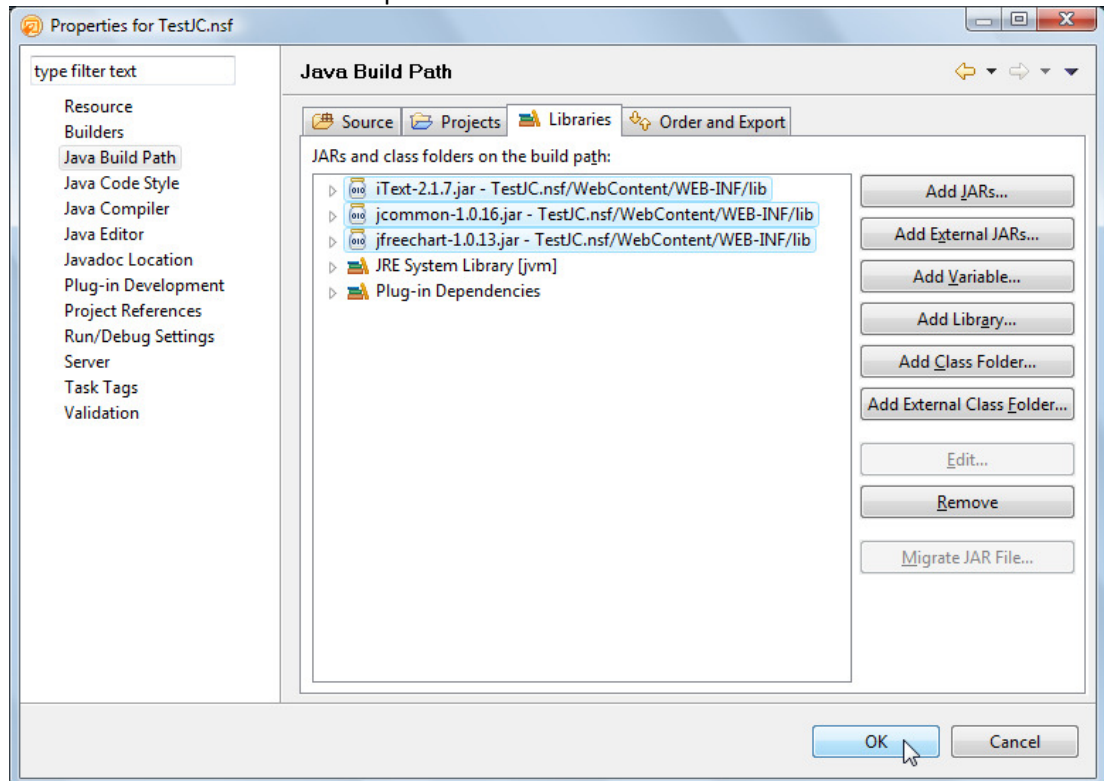 Properties for TestJC.nsf
type filter text
Resource
Builders
Java Build Path
Java Code Style
Java Compiler
Java Editor
Javadoc Location
Plug-in Development
Project References
Run/Debug Settings
Server
Task Tags
Validation
Java Build Path
Source Projects Libraries Order and Export
JARs and class folders on the build path:
iText-2.1.7.jar - TestJC.nsf/WebContent/WEB-INF/lib
jcommon-1.0.16.jar - TestJC.nsf/WebContent/WEB-INF/lib
jfreechart-1.0.13.jar - TestJC.nsf/WebContent/WEB-INF/lib
JRE System Library [jvm]
Plug-in Dependencies
Add JARs...
Add External JARs...
Add Variable...
Add Library...
Add Class Folder...
Add External Class Folder...
Edit...
Remove
Migrate JAR File...
OK Cancel